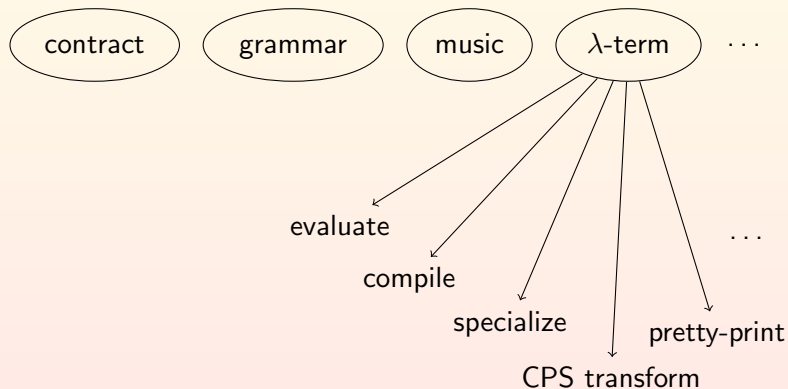 contract grammar music λ-term . . .
evaluate . . .
compile
specialize
pretty-print
CPS transform